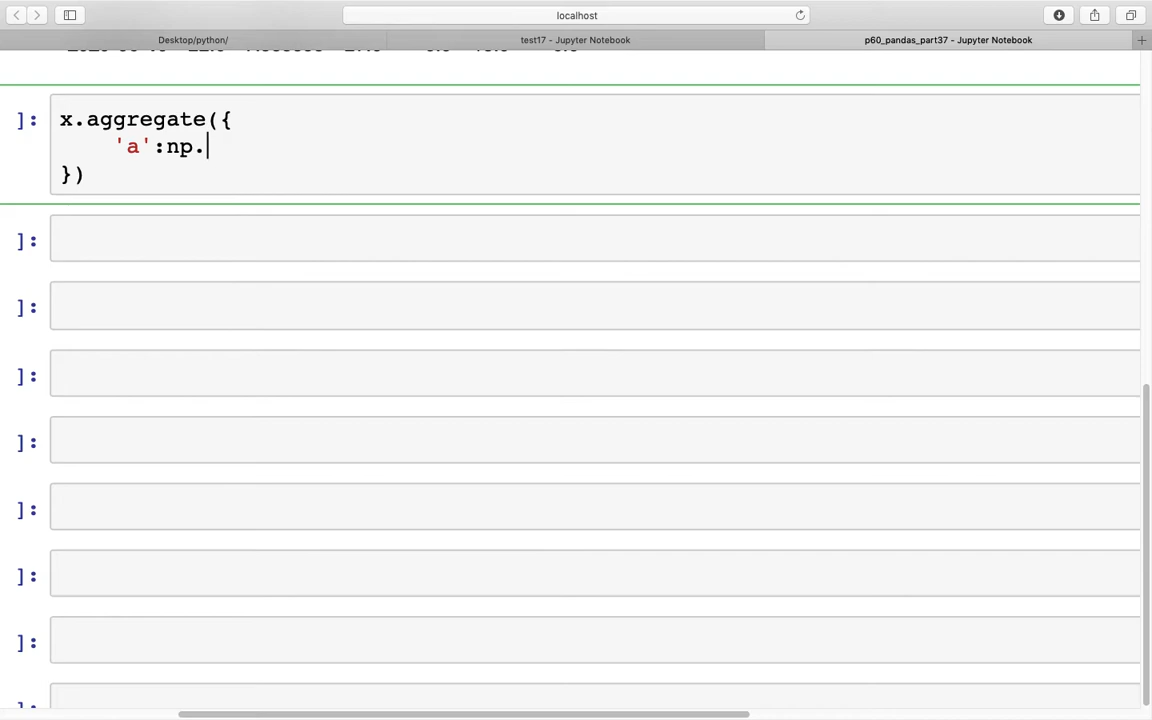 localhost
Desktop/python/
test17 - Jupyter Notebook
p60_pandas_part37 - Jupyter Notebook
]: x.aggregate({
'a':np.
})
]:
]:
]:
]:
]:
]:
]: